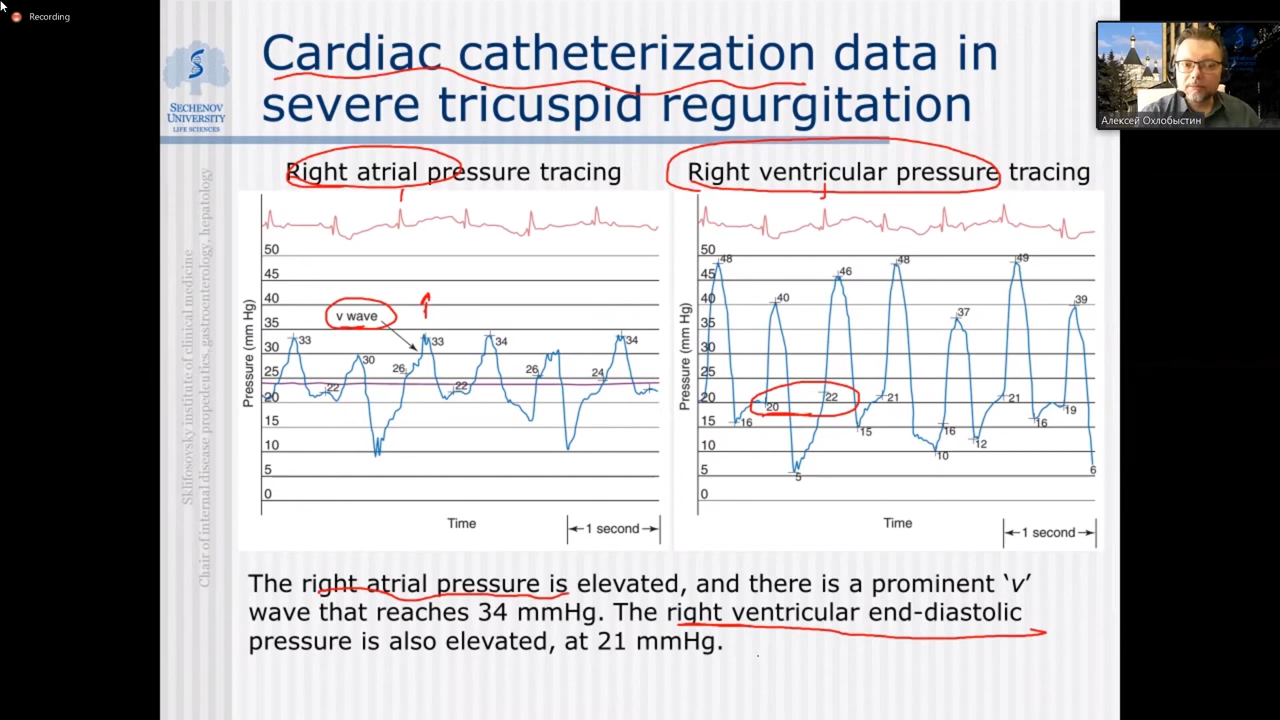 Recording
Cardiac catheterization data in
severe tricuspid regurgitation
SECHENOV
UNIVERSITY
LIFE SCIENCES
Алексей Охлобыстин
Sklifosovsky institute of clinical medicine
Chair of internal disease propedeutics, gastroenterology, hepatology
Right atrial pressure tracing
Pressure (mm Hg)
50
45
40
35
30
25
20
15
10
5
0
v wave
33
22
30
26
33
22
34
26
24
34
Time
1 second
Right ventricular pressure tracing
Pressure (mm Hg)
50
45
40
35
30
25
20
15
10
5
0
48
16
20
40
5
22
46
15
21
48
10
16
37
12
21
49
16
19
39
6
Time
1 second
The right atrial pressure is elevated, and there is a prominent ‘v’
wave that reaches 34 mmHg. The right ventricular end-diastolic
pressure is also elevated, at 21 mmHg.